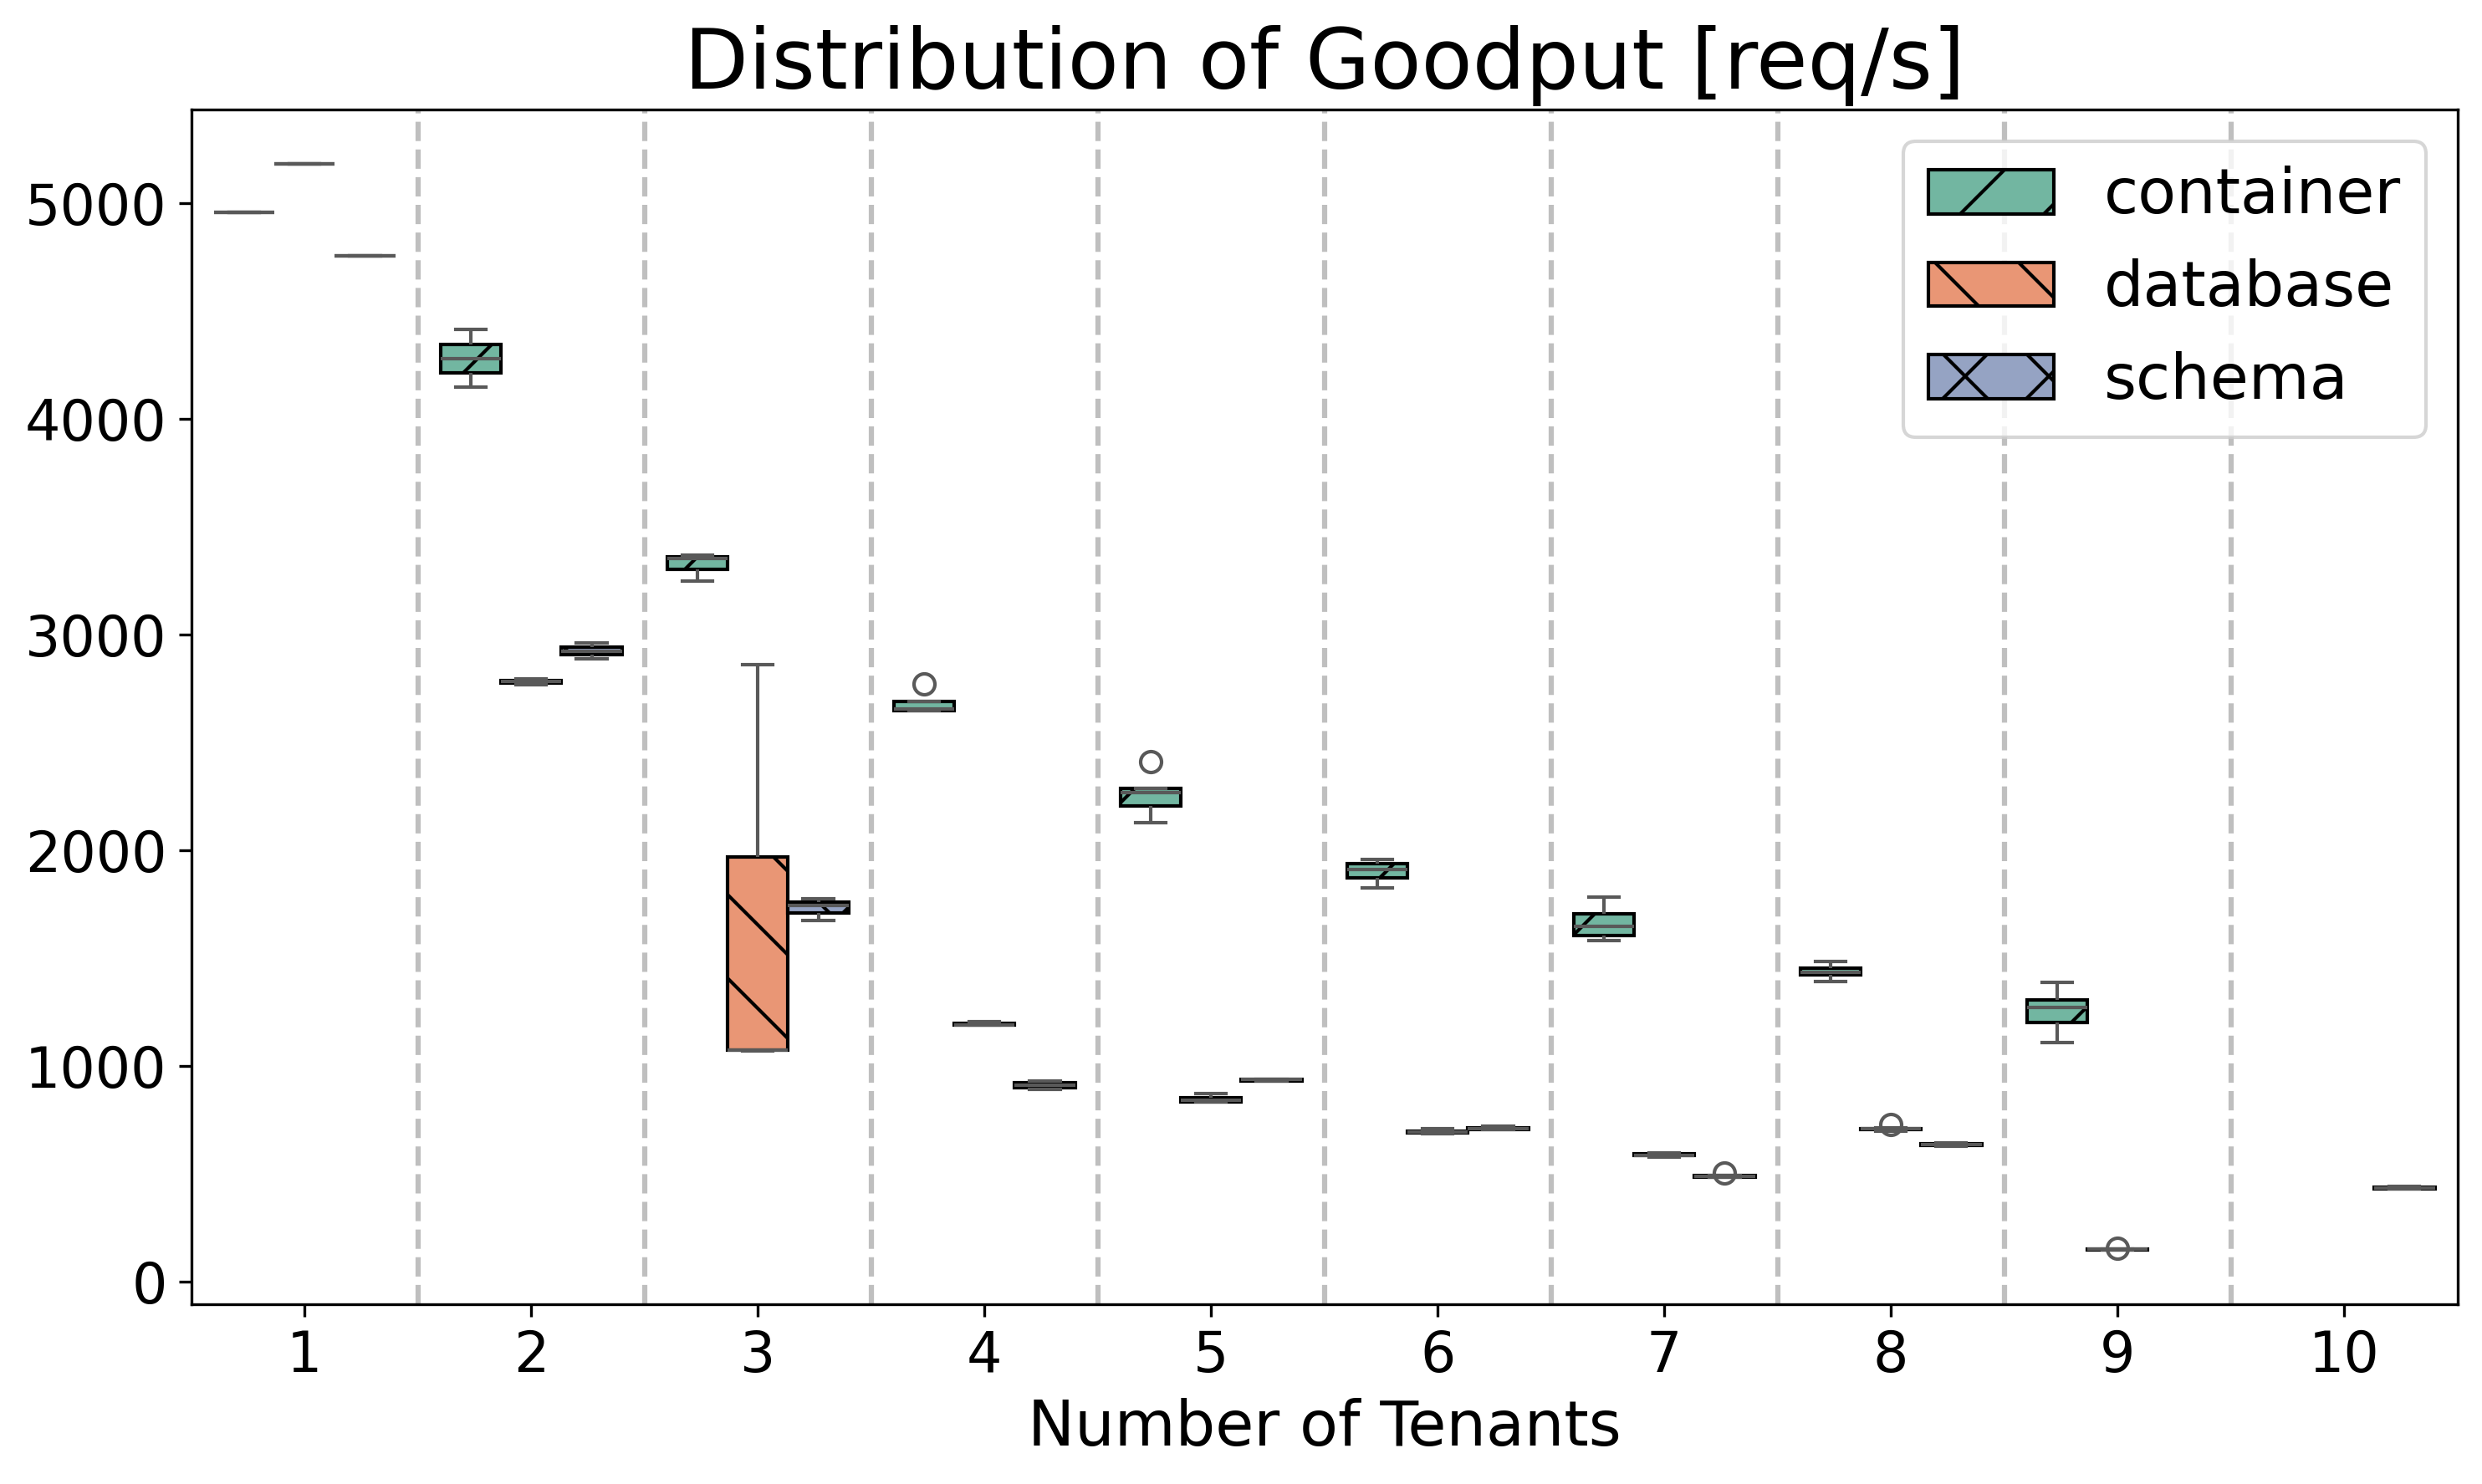 Distribution of Goodput [req/s]
container
database
schema
5000
4000
3000
2000
1000
0
1 2 3 4 5 6 7 8 9 10
Number of Tenants